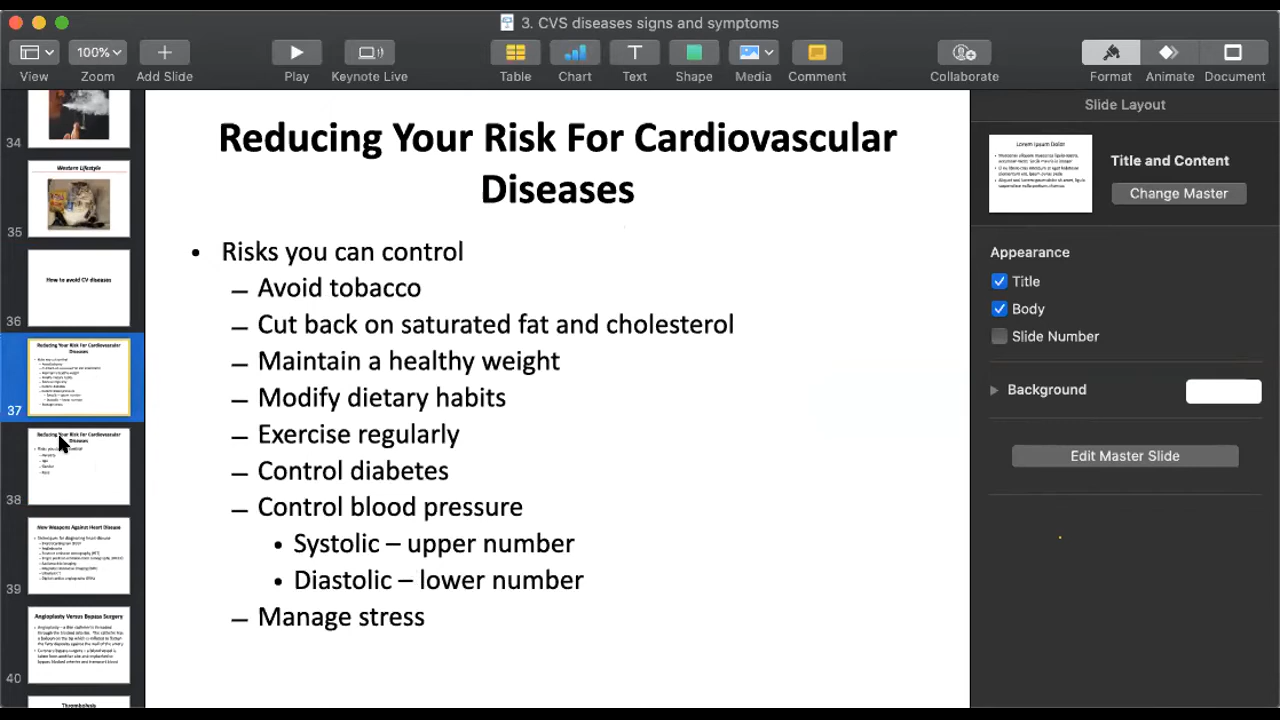 3. CVS diseases signs and symptoms
100%
View
Zoom
Add Slide
Play
Keynote Live
Table
Chart
Text
Shape
Media
Comment
Collaborate
Format
Animate
Document
34
Western Lifestyle
35
How to avoid CV diseases
36
Reducing Your Risk For Cardiovascular
Diseases
37
Reducing Your Risk For Cardiovascular
Diseases
38
New Weapons Against Heart Disease
39
Angioplasty Versus Bypass Surgery
40
Thrombolysis
Reducing Your Risk For Cardiovascular
Diseases
• Risks you can control
– Avoid tobacco
– Cut back on saturated fat and cholesterol
– Maintain a healthy weight
– Modify dietary habits
– Exercise regularly
– Control diabetes
– Control blood pressure
• Systolic – upper number
• Diastolic – lower number
– Manage stress
Slide Layout
Lorem Ipsum Dolor
Title and Content
Change Master
Appearance
Title
Body
Slide Number
Background
Edit Master Slide